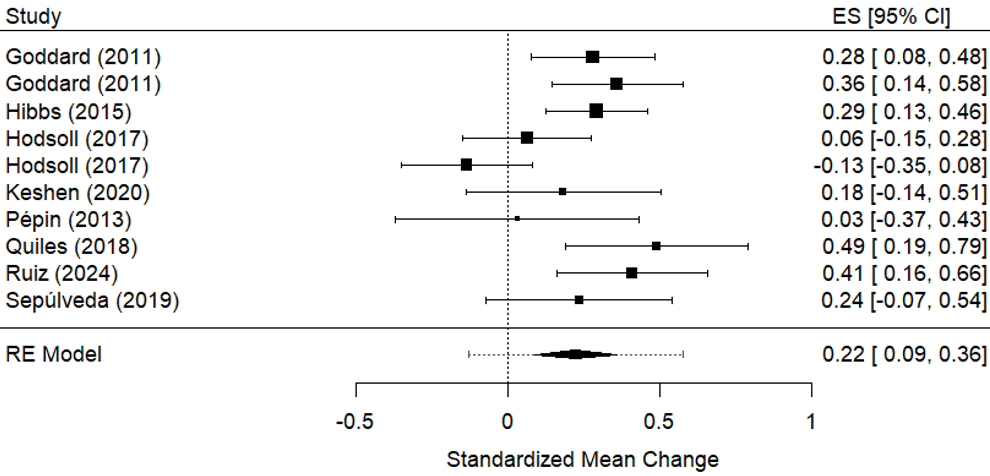 Study ES [95% CI]
Goddard (2011) 0.28 [ 0.08, 0.48]
Goddard (2011) 0.36 [ 0.14, 0.58]
Hibbs (2015) 0.29 [ 0.13, 0.46]
Hodsoll (2017) 0.06 [-0.15, 0.28]
Hodsoll (2017) -0.13 [-0.35, 0.08]
Keshen (2020) 0.18 [-0.14, 0.51]
Pépin (2013) 0.03 [-0.37, 0.43]
Quiles (2018) 0.49 [ 0.19, 0.79]
Ruiz (2024) 0.41 [ 0.16, 0.66]
Sepúlveda (2019) 0.24 [-0.07, 0.54]
RE Model 0.22 [ 0.09, 0.36]
-0.5 0 0.5 1
Standardized Mean Change